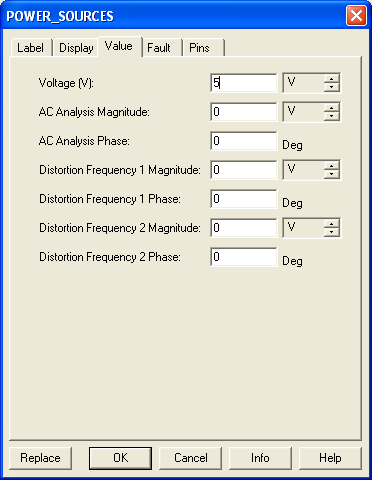 POWER_SOURCES
Label Display Value Fault Pins
Voltage (V): 5 V
AC Analysis Magnitude: 0 V
AC Analysis Phase: 0 Deg
Distortion Frequency 1 Magnitude: 0 V
Distortion Frequency 1 Phase: 0 Deg
Distortion Frequency 2 Magnitude: 0 V
Distortion Frequency 2 Phase: 0 Deg
Replace OK Cancel Info Help